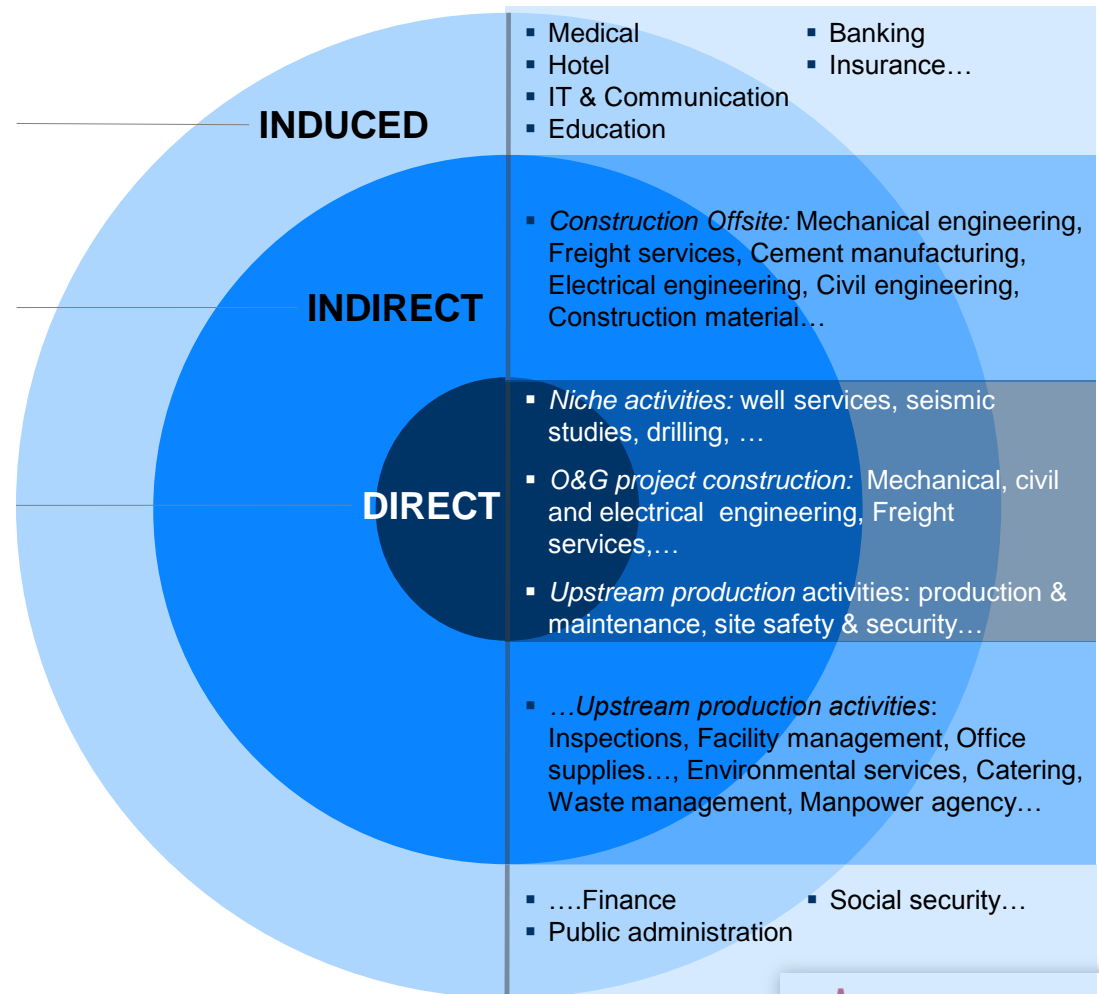 ▪ Medical
▪ Hotel
▪ IT & Communication
▪ Education
▪ Banking
▪ Insurance…
INDUCED
▪ Construction Offsite: Mechanical engineering,
Freight services, Cement manufacturing,
Electrical engineering, Civil engineering,
Construction material…
INDIRECT
▪ Niche activities: well services, seismic
studies, drilling, …
▪ O&G project construction: Mechanical, civil
and electrical engineering, Freight
services,…
▪ Upstream production activities: production &
maintenance, site safety & security…
DIRECT
▪ …Upstream production activities:
Inspections, Facility management, Office
supplies…, Environmental services, Catering,
Waste management, Manpower agency…
▪ ….Finance
▪ Public administration
▪ Social security…